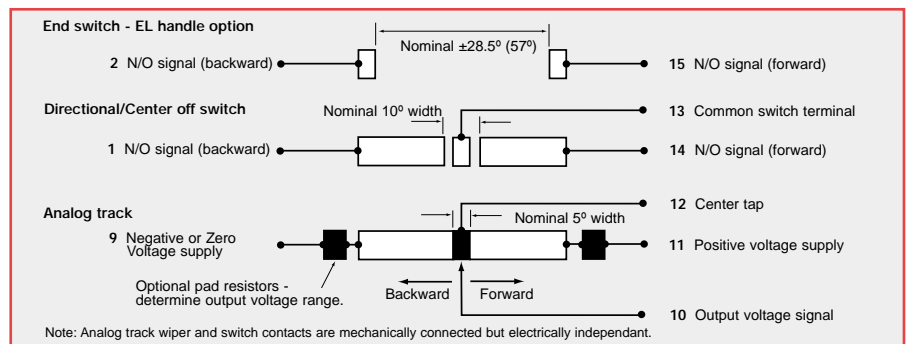 End switch - EL handle option
Nominal ±28.5º (57º)
2 N/O signal (backward)
15 N/O signal (forward)
Directional/Center off switch
Nominal 10º width
13 Common switch terminal
1 N/O signal (backward)
14 N/O signal (forward)
12 Center tap
Analog track
Nominal 5º width
9 Negative or Zero
Voltage supply
11 Positive voltage supply
Optional pad resistors -
determine output voltage range.
Backward
Forward
10 Output voltage signal
Note: Analog track wiper and switch contacts are mechanically connected but electrically independant.